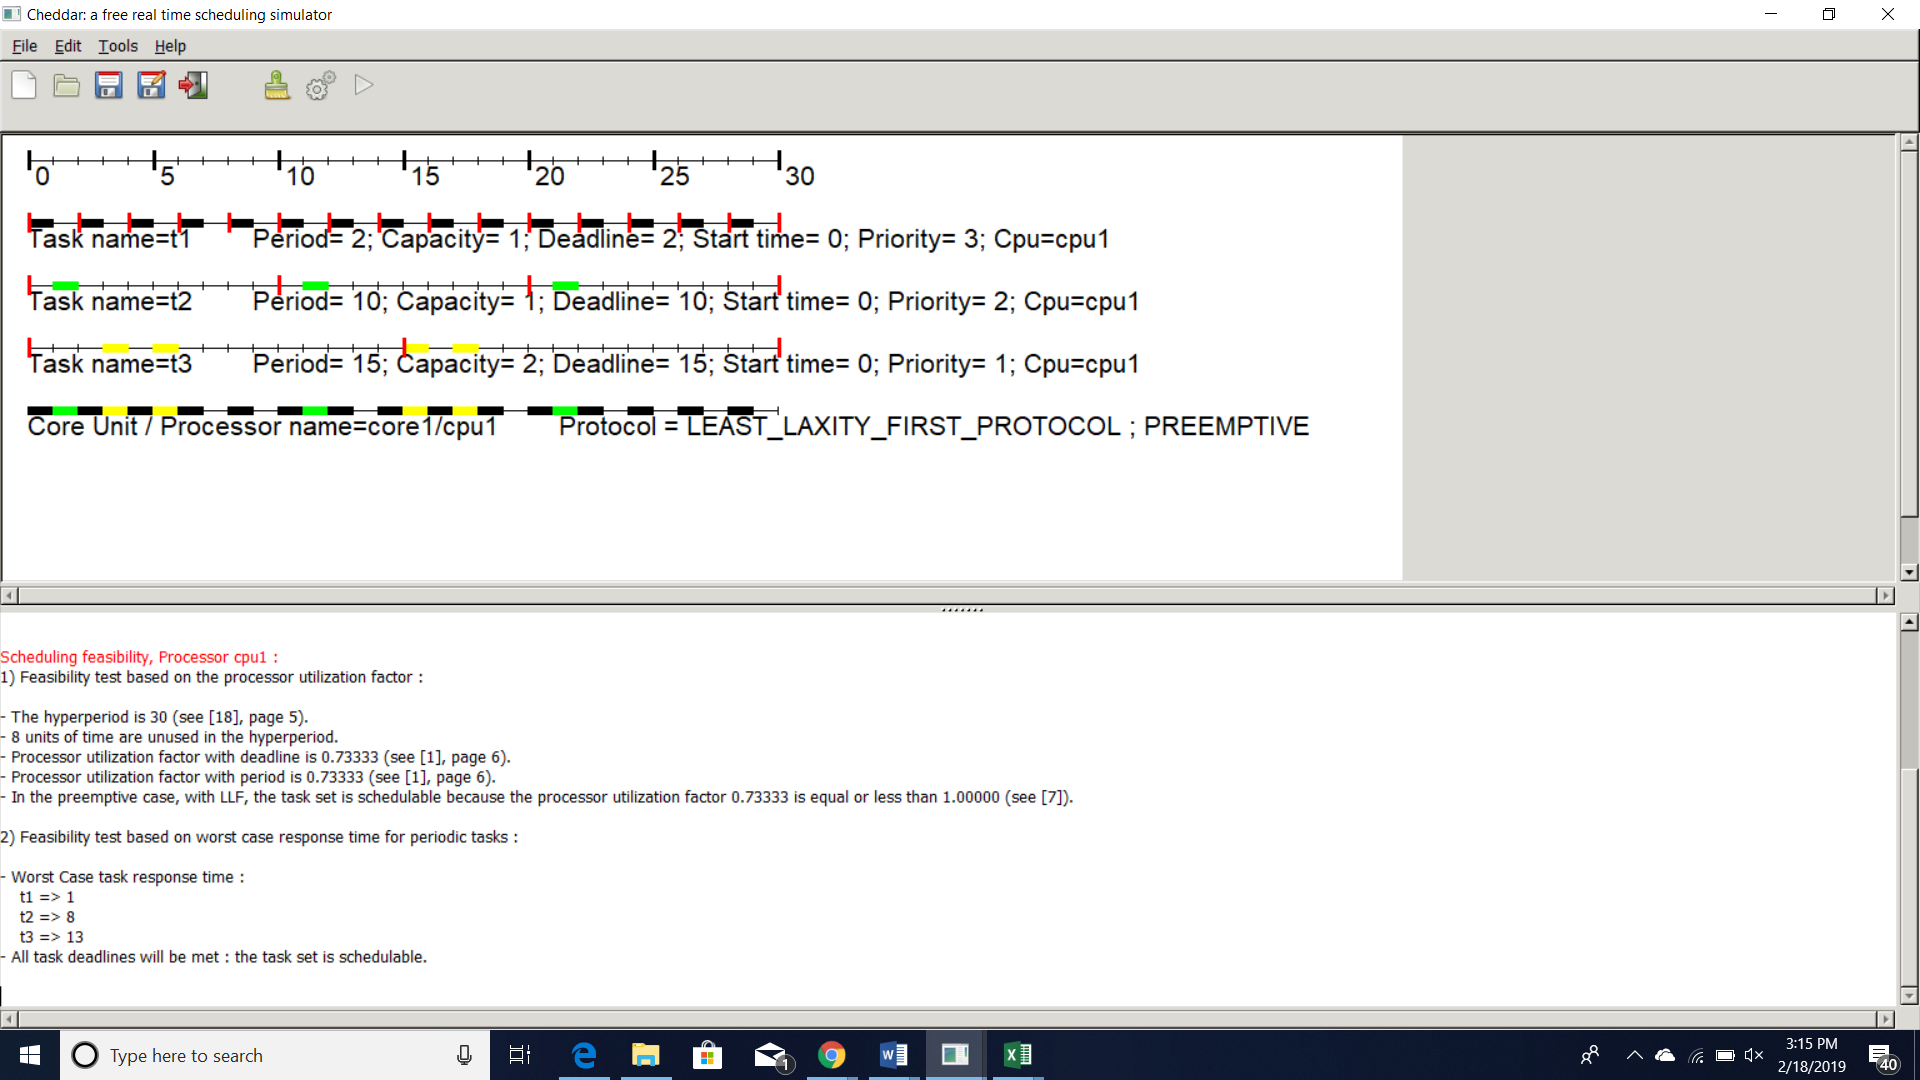 Cheddar: a free real time scheduling simulator
File Edit Tools Help
0 5 10 15 20 25 30
Task name=t1 Period= 2; Capacity= 1; Deadline= 2; Start time= 0; Priority= 3; Cpu=cpu1
Task name=t2 Period= 10; Capacity= 1; Deadline= 10; Start time= 0; Priority= 2; Cpu=cpu1
Task name=t3 Period= 15; Capacity= 2; Deadline= 15; Start time= 0; Priority= 1; Cpu=cpu1
Core Unit / Processor name=core1/cpu1 Protocol = LEAST_LAXITY_FIRST_PROTOCOL ; PREEMPTIVE
Scheduling feasibility, Processor cpu1 :
1) Feasibility test based on the processor utilization factor :
- The hyperperiod is 30 (see [18], page 5).
- 8 units of time are unused in the hyperperiod.
- Processor utilization factor with deadline is 0.73333 (see [1], page 6).
- Processor utilization factor with period is 0.73333 (see [1], page 6).
- In the preemptive case, with LLF, the task set is schedulable because the processor utilization factor 0.73333 is equal or less than 1.00000 (see [7]).
2) Feasibility test based on worst case response time for periodic tasks :
- Worst Case task response time :
t1 => 1
t2 => 8
t3 => 13
- All task deadlines will be met : the task set is schedulable.
Type here to search
1
3:15 PM
2/18/2019
40